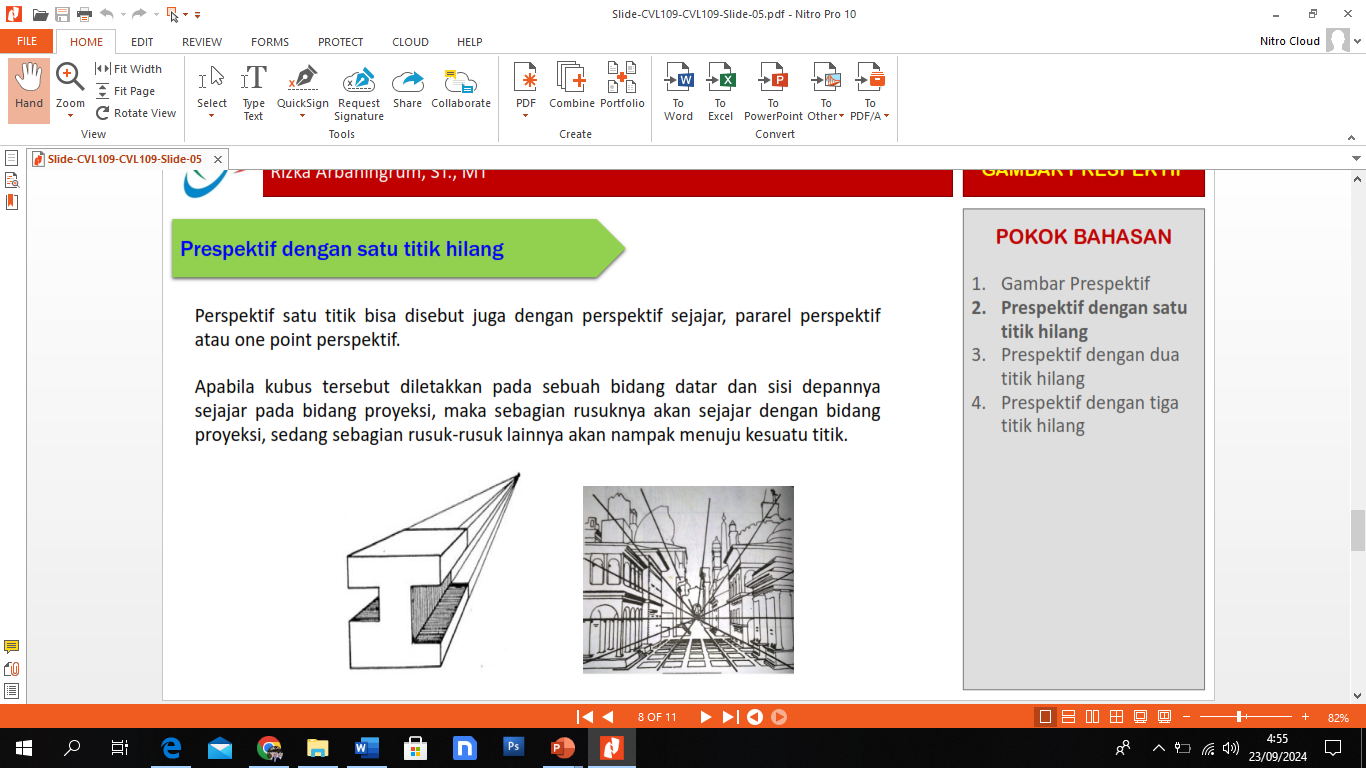 Slide-CVL109-CVL109-Slide-05.pdf - Nitro Pro 10
FILE HOME EDIT REVIEW FORMS PROTECT CLOUD HELP Nitro Cloud
Hand
Zoom
Fit Width
Fit Page
Rotate View
View
Select
Type Text
QuickSign
Request Signature
Share
Collaborate
Tools
PDF
Combine
Portfolio
Create
To Word
To Excel
To PowerPoint
To Other
To PDF/A
Convert
Slide-CVL109-CVL109-Slide-05
Rizka Arbaningrum, ST., MT
GAMBAR PRESPEKTIF
Prespektif dengan satu titik hilang
Perspektif satu titik bisa disebut juga dengan perspektif sejajar, pararel perspektif
atau one point perspektif.
Apabila kubus tersebut diletakkan pada sebuah bidang datar dan sisi depannya
sejajar pada bidang proyeksi, maka sebagian rusuknya akan sejajar dengan bidang
proyeksi, sedang sebagian rusuk-rusuk lainnya akan nampak menuju kesuatu titik.
POKOK BAHASAN
1. Gambar Prespektif
2. Prespektif dengan satu
titik hilang
3. Prespektif dengan dua
titik hilang
4. Prespektif dengan tiga
titik hilang
8 OF 11
82%
4:55
23/09/2024